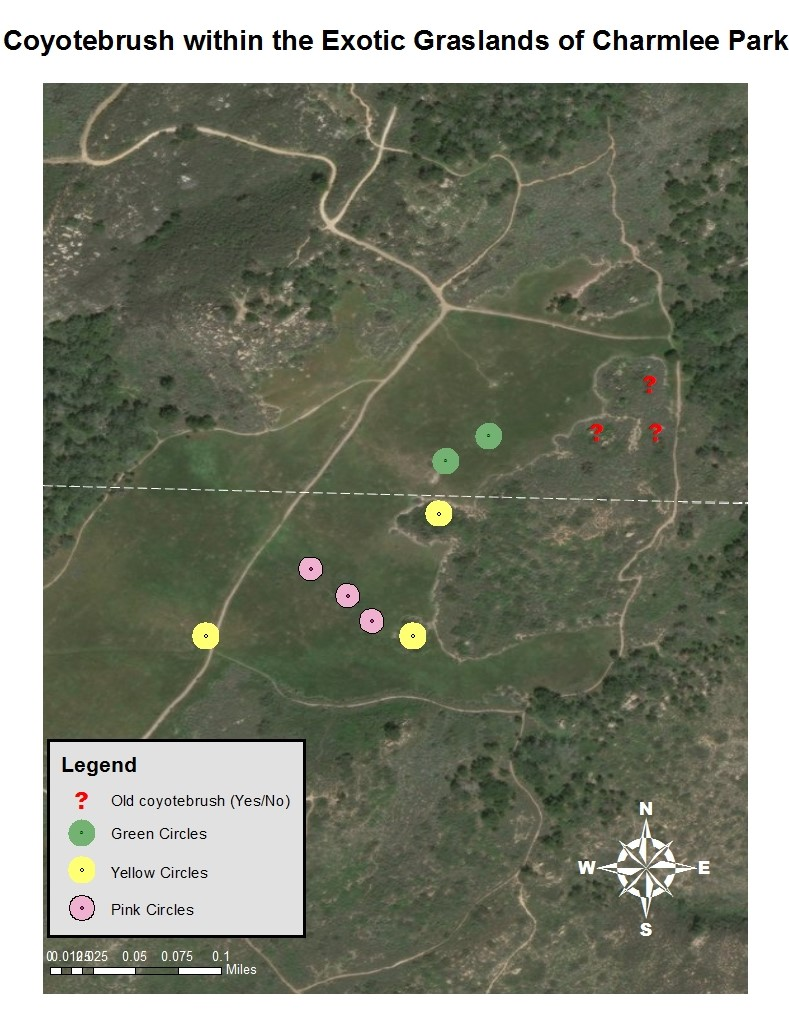 Coyotebrush within the Exotic Graslands of Charmlee Park
Legend
? Old coyotebrush (Yes/No)
Green Circles
Yellow Circles
Pink Circles
N
W E
S
0.05 0.075 0.1
Miles
? 
? ?